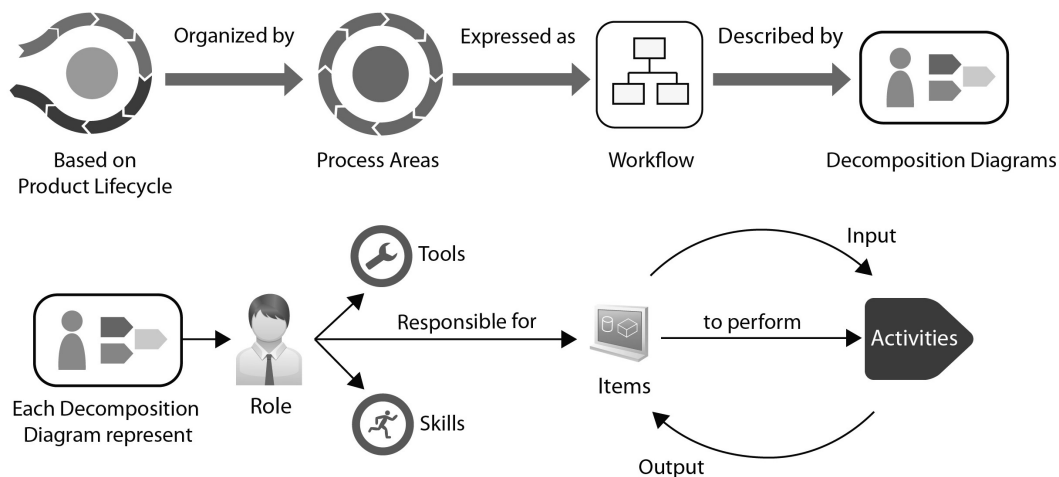 Organized by
Expressed as
Described by
Based on
Product Lifecycle
Process Areas
Workflow
Decomposition Diagrams
Tools
Input
Responsible for
to perform
Activities
Items
Each Decomposition
Diagram represent
Role
Skills
Output